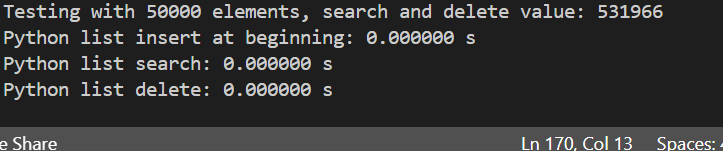 Testing with 50000 elements, search and delete value: 531966
Python list insert at beginning: 0.000000 s
Python list search: 0.000000 s
Python list delete: 0.000000 s
e Share
Ln 170, Col 13
Spaces: